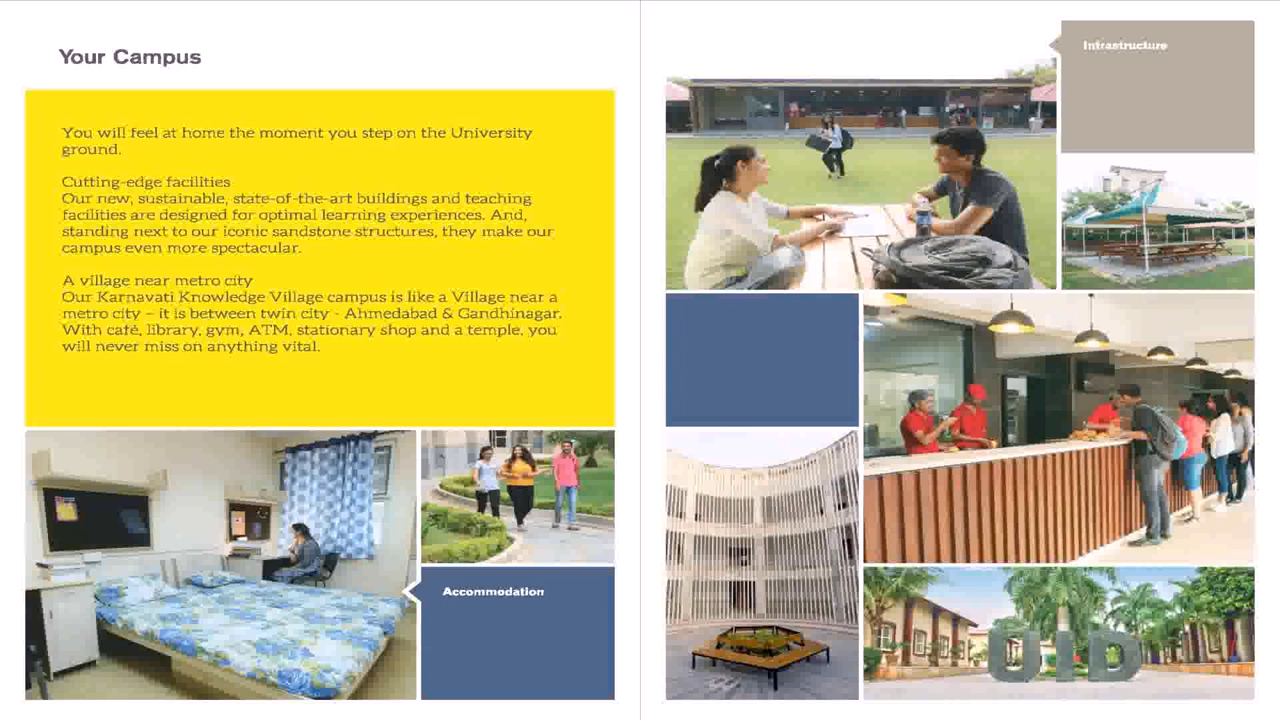 Your Campus
You will feel at home the moment you step on the University
ground.
Cutting-edge facilities
Our new, sustainable, state-of-the-art buildings and teaching
facilities are designed for optimal learning experiences. And,
standing next to our iconic sandstone structures, they make our
campus even more spectacular.
A village near metro city
Our Karnavati Knowledge Village campus is like a Village near a
metro city – it is between twin city - Ahmedabad & Gandhinagar.
With café, library, gym, ATM, stationary shop and a temple, you
will never miss on anything vital.
Accommodation
Infrastructure
UID